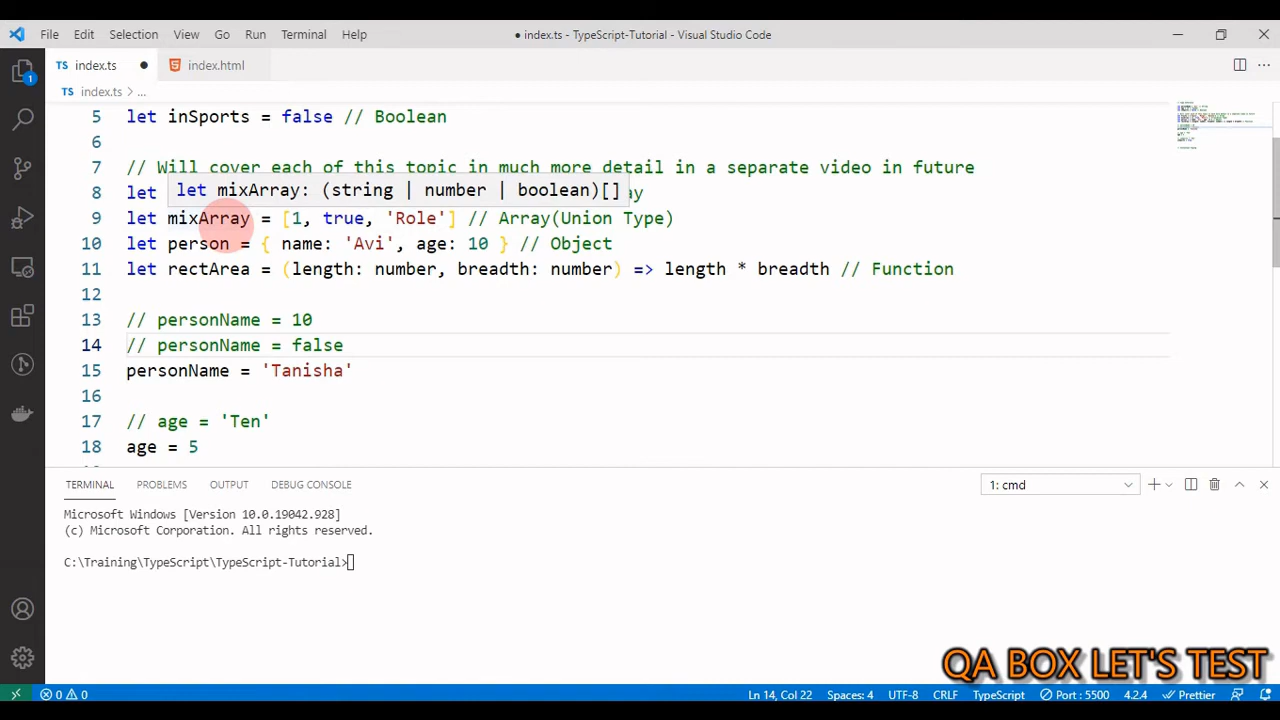 File Edit Selection View Go Run Terminal Help
● index.ts - TypeScript-Tutorial - Visual Studio Code
TS index.ts ● index.html
TS index.ts > ...
5 let inSports = false // Boolean
6
7 // Will cover each of this topic in much more detail in a separate video in future
let mixArray: (string | number | boolean)[]
8 let ay
9 let mixArray = [1, true, 'Role'] // Array(Union Type)
10 let person = { name: 'Avi', age: 10 } // Object
11 let rectArea = (length: number, breadth: number) => length * breadth // Function
12
13 // personName = 10
14 // personName = false
15 personName = 'Tanisha'
16
17 // age = 'Ten'
18 age = 5
TERMINAL PROBLEMS OUTPUT DEBUG CONSOLE 1: cmd
Microsoft Windows [Version 10.0.19042.928]
(c) Microsoft Corporation. All rights reserved.
C:\Training\TypeScript\TypeScript-Tutorial>
QA BOX LET'S TEST
0 0 Ln 14, Col 22 Spaces: 4 UTF-8 CRLF TypeScript Port : 5500 4.2.4 Prettier